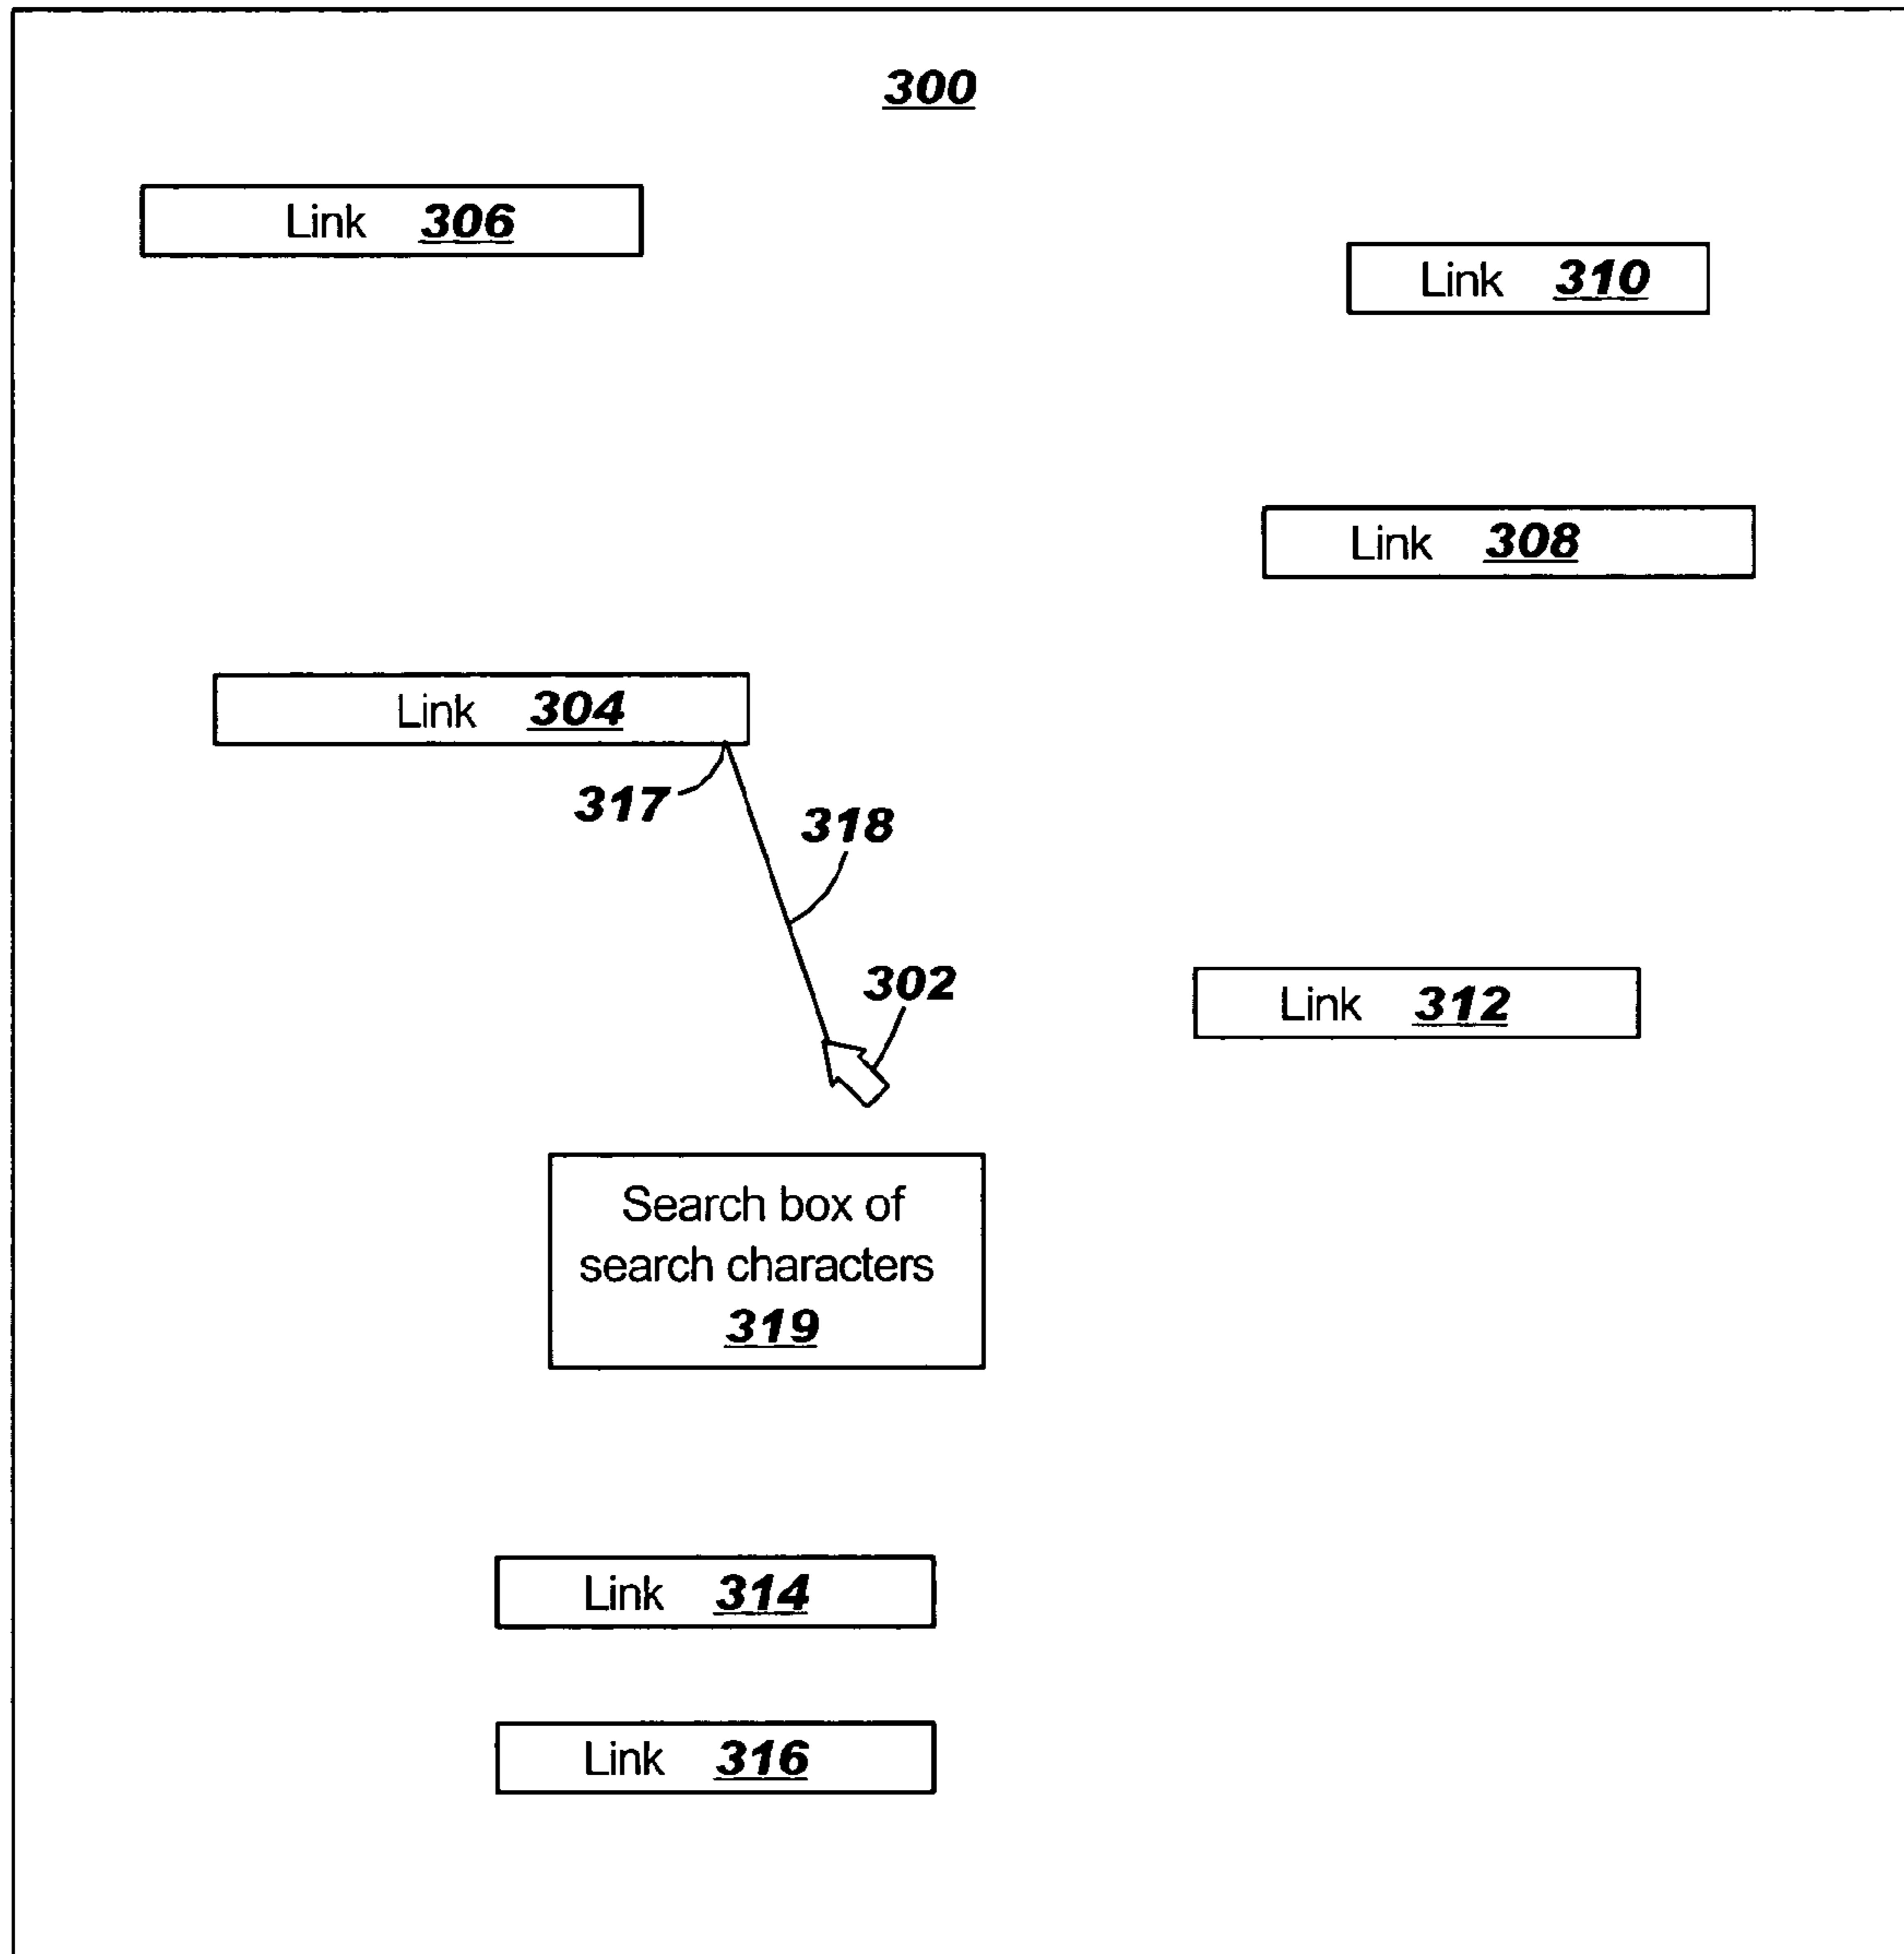 300
Link 306
Link 310
Link 308
Link 304
317
318
302
Link 312
Search box of
search characters
319
Link 314
Link 316